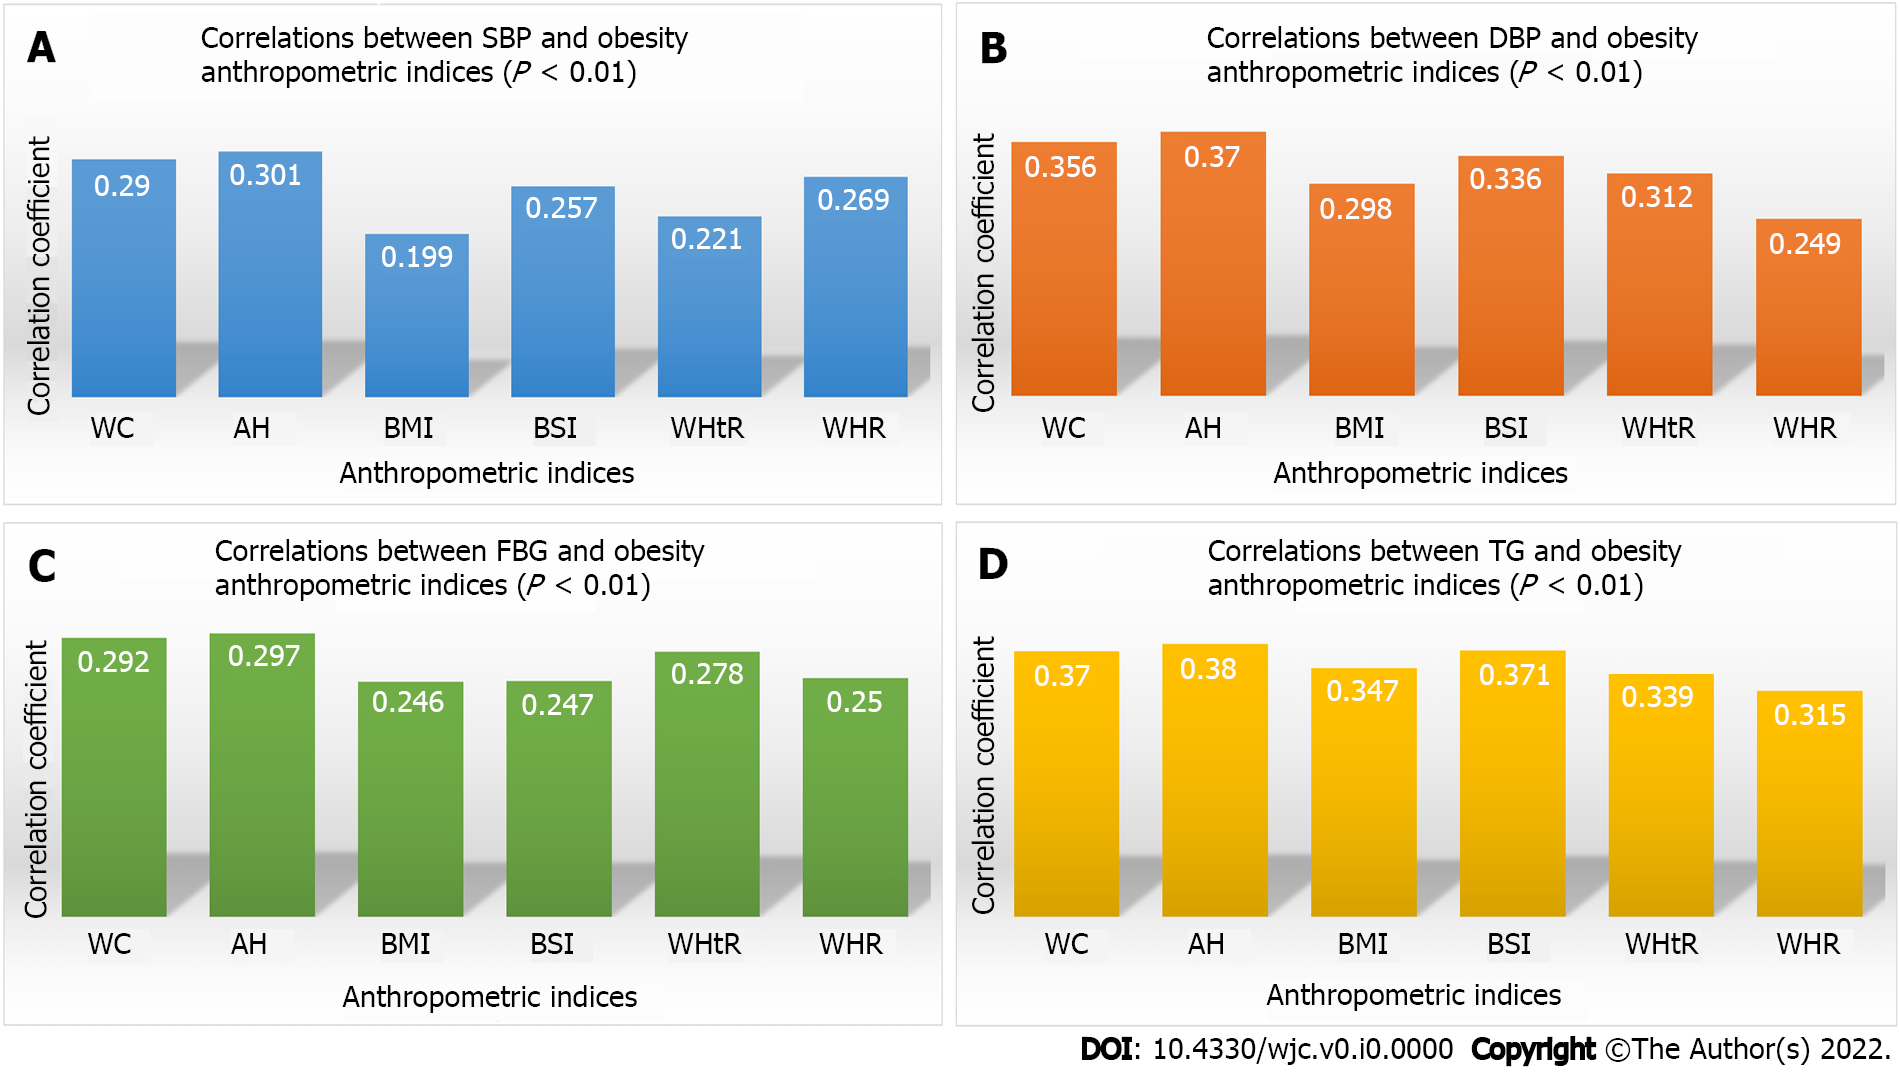 A
Correlations between SBP and obesity
anthropometric indices (P < 0.01)
Correlation coefficient
0.29
0.301
0.199
0.257
0.221
0.269
WC AH BMI BSI WHtR WHR
Anthropometric indices
B
Correlations between DBP and obesity
anthropometric indices (P < 0.01)
Correlation coefficient
0.356
0.37
0.298
0.336
0.312
0.249
WC AH BMI BSI WHtR WHR
Anthropometric indices
C
Correlations between FBG and obesity
anthropometric indices (P < 0.01)
Correlation coefficient
0.292
0.297
0.246
0.247
0.278
0.25
WC AH BMI BSI WHtR WHR
Anthropometric indices
D
Correlations between TG and obesity
anthropometric indices (P < 0.01)
Correlation coefficient
0.37
0.38
0.347
0.371
0.339
0.315
WC AH BMI BSI WHtR WHR
Anthropometric indices
DOI: 10.4330/wjc.v0.i0.0000 Copyright ©The Author(s) 2022.